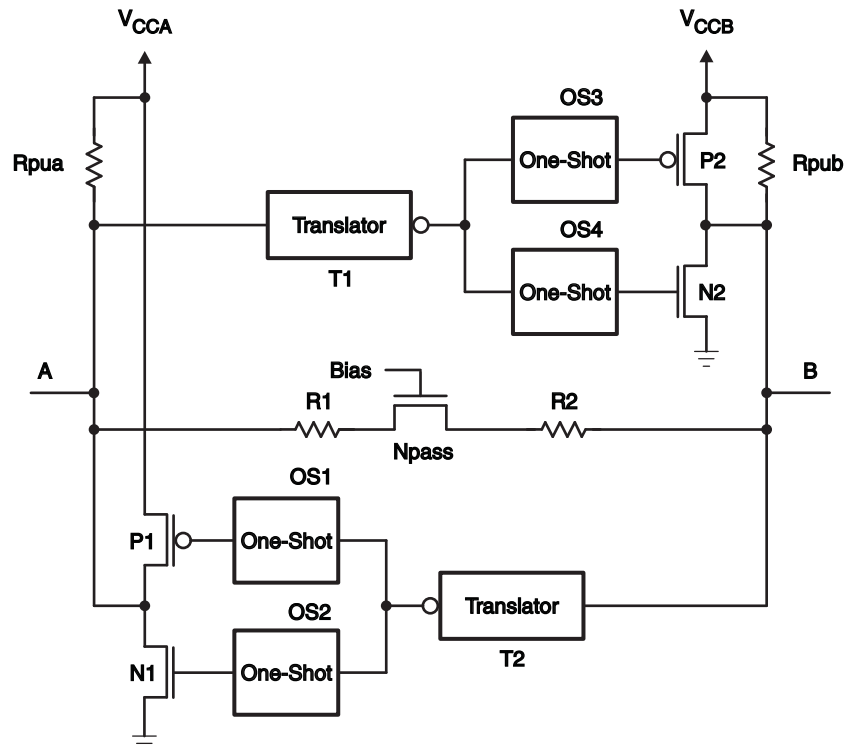 VCCA
VCCB
OS3
Rpua
One-Shot
P2
Rpub
Translator
OS4
T1
One-Shot
N2
A
Bias
B
R1
R2
Npass
OS1
P1
One-Shot
OS2
Translator
N1
One-Shot
T2